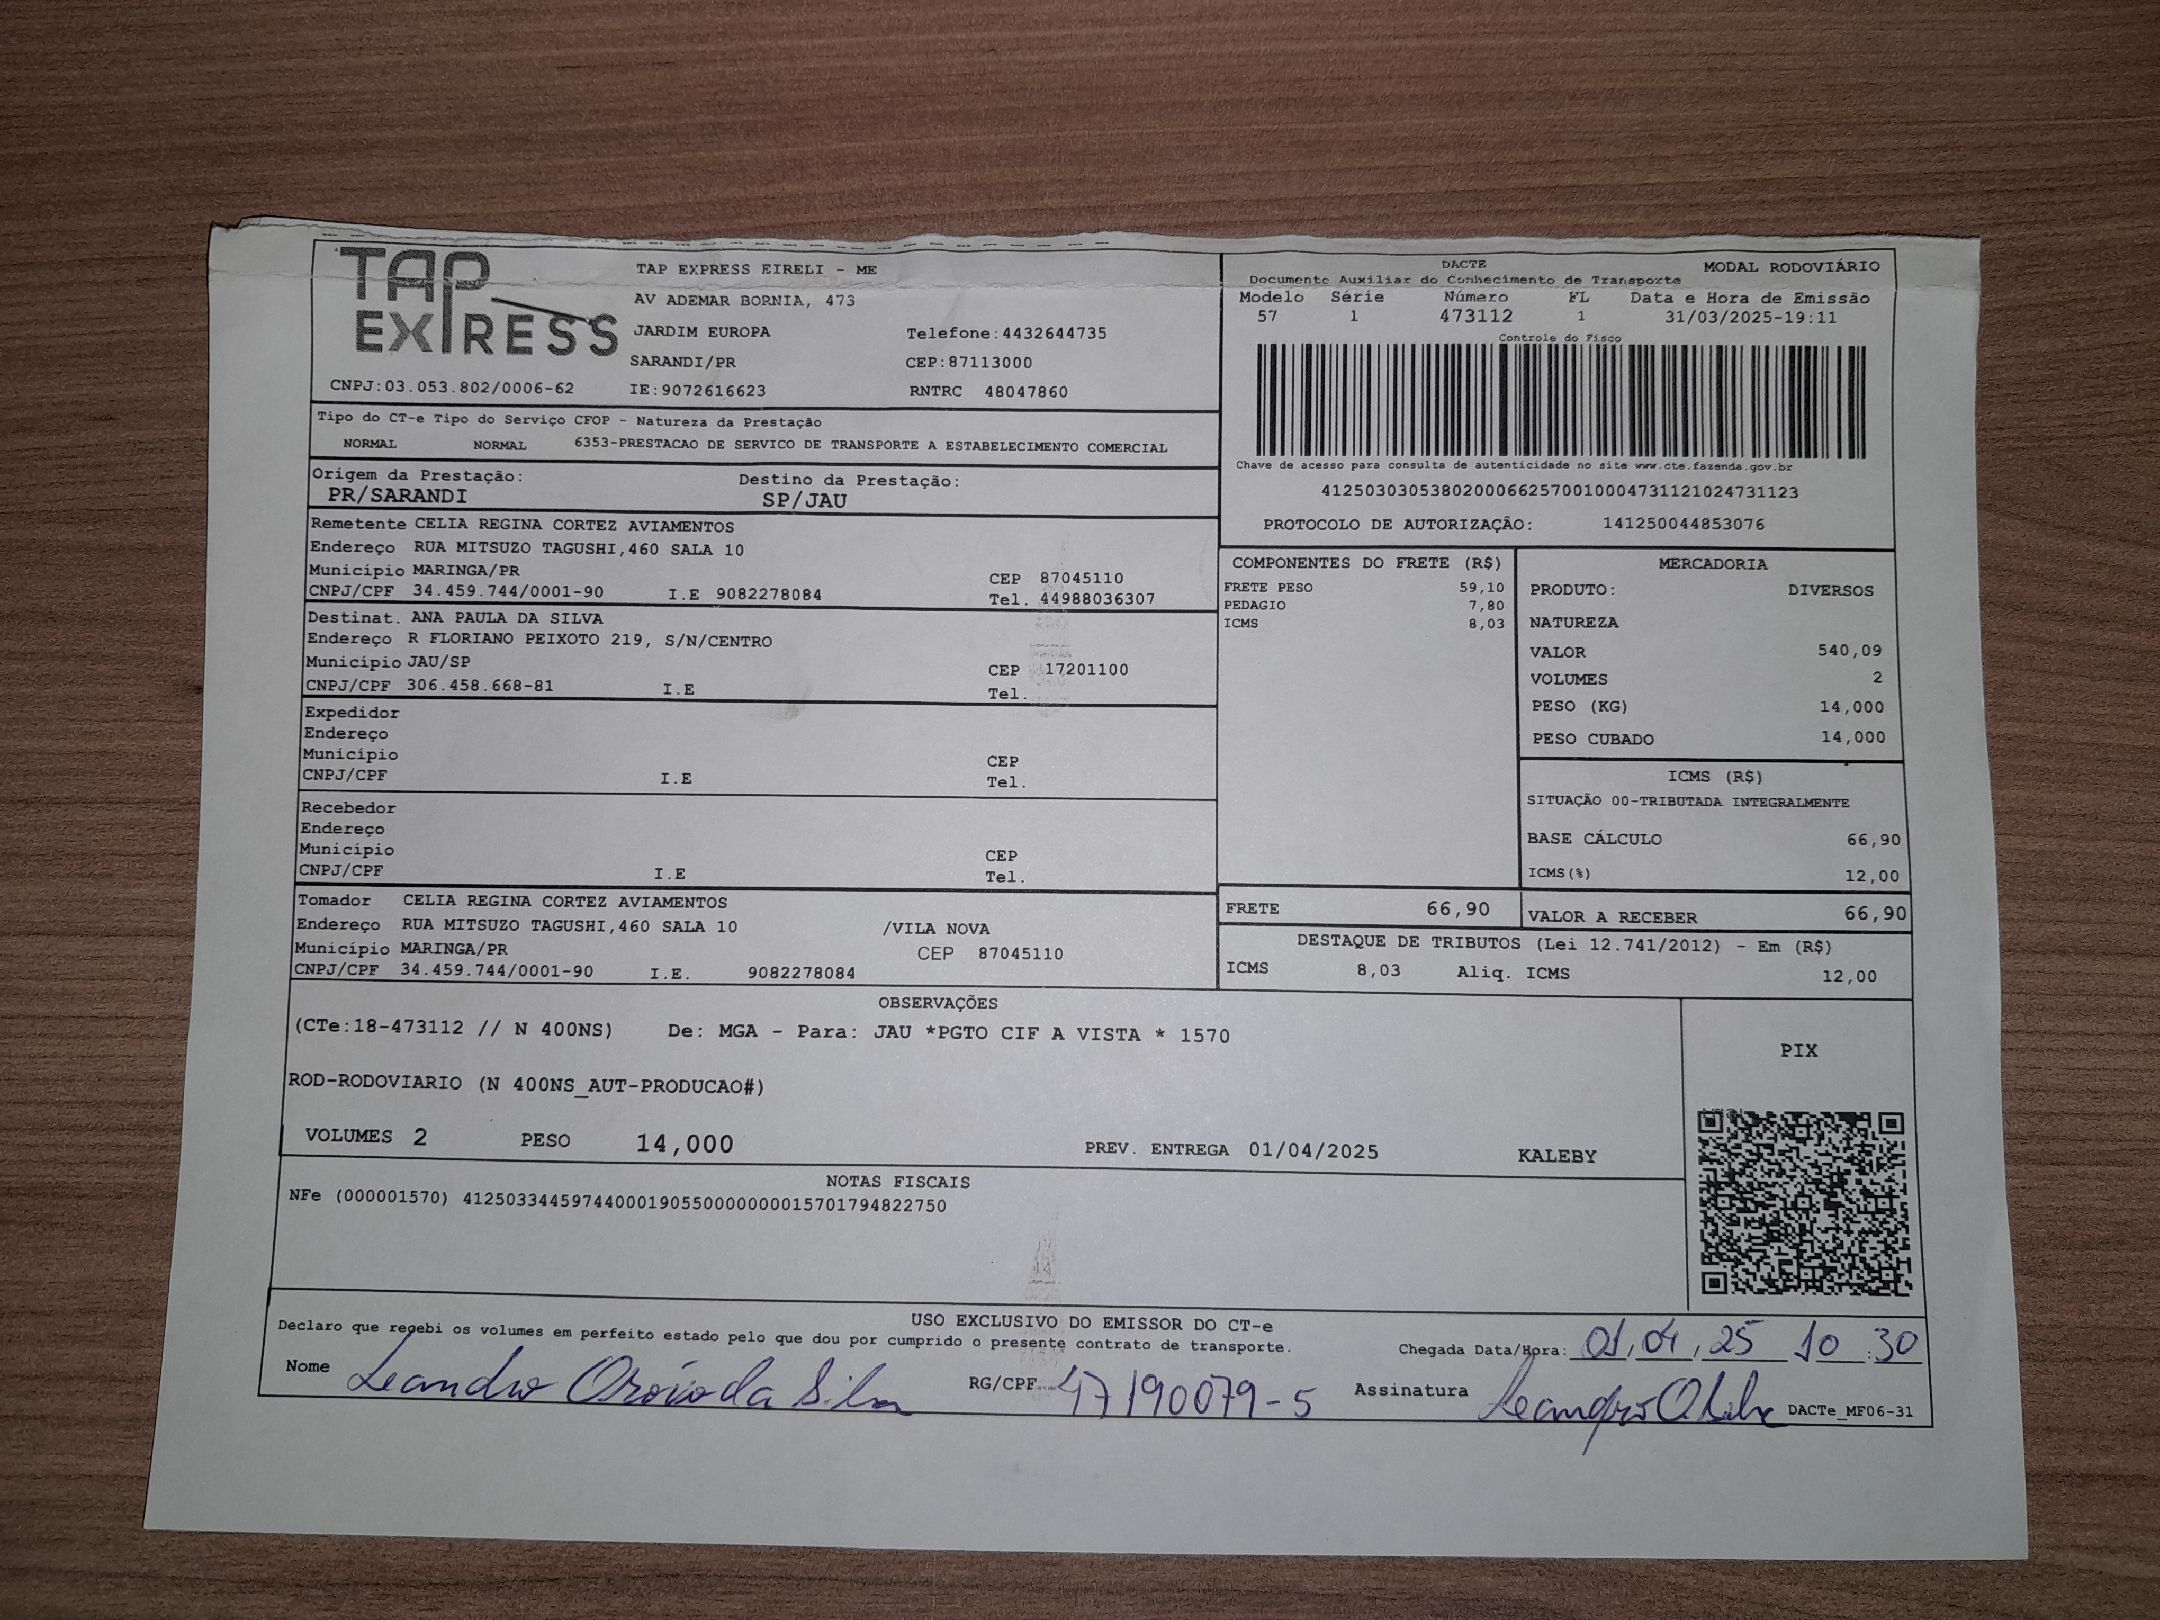 TAP EXPRESS
TAP EXPRESS EIRELI - ME
AV ADEMAR BORNIA, 473
JARDIM EUROPA Telefone:4432644735
SARANDI/PR CEP:87113000
CNPJ:03.053.802/0006-62 IE:9072616623 RNTRC 48047860
DACTE MODAL RODOVIÁRIO
Documento Auxiliar do Conhecimento de Transporte
Modelo Série Número FL Data e Hora de Emissão
57 1 473112 1 31/03/2025-19:11
Controle do Fisco
Chave de acesso para consulta de autenticidade no site www.cte.fazenda.gov.br
41250303053802000662570010004731121024731123
PROTOCOLO DE AUTORIZAÇÃO: 141250044853076
Tipo do CT-e Tipo do Serviço CFOP - Natureza da Prestação
NORMAL NORMAL 6353-PRESTACAO DE SERVICO DE TRANSPORTE A ESTABELECIMENTO COMERCIAL
Origem da Prestação: Destino da Prestação:
PR/SARANDI SP/JAU
Remetente CELIA REGINA CORTEZ AVIAMENTOS
Endereço RUA MITSUZO TAGUSHI,460 SALA 10
Município MARINGA/PR CEP 87045110
CNPJ/CPF 34.459.744/0001-90 I.E 9082278084 Tel. 44988036307
Destinat. ANA PAULA DA SILVA
Endereço R FLORIANO PEIXOTO 219, S/N/CENTRO
Município JAU/SP CEP 17201100
CNPJ/CPF 306.458.668-81 I.E Tel.
Expedidor
Endereço
Município CEP
CNPJ/CPF I.E Tel.
Recebedor
Endereço
Município CEP
CNPJ/CPF I.E Tel.
Tomador CELIA REGINA CORTEZ AVIAMENTOS
Endereço RUA MITSUZO TAGUSHI,460 SALA 10 /VILA NOVA
Município MARINGA/PR CEP 87045110
CNPJ/CPF 34.459.744/0001-90 I.E. 9082278084
COMPONENTES DO FRETE (R$)
FRETE PESO 59,10
PEDAGIO 7,80
ICMS 8,03
MERCADORIA
PRODUTO: DIVERSOS
NATUREZA
VALOR 540,09
VOLUMES 2
PESO (KG) 14,000
PESO CUBADO 14,000
ICMS (R$)
SITUAÇÃO 00-TRIBUTADA INTEGRALMENTE
BASE CÁLCULO 66,90
ICMS(%) 12,00
FRETE 66,90 VALOR A RECEBER 66,90
DESTAQUE DE TRIBUTOS (Lei 12.741/2012) - Em (R$)
ICMS 8,03 Aliq. ICMS 12,00
OBSERVAÇÕES
(CTe:18-473112 // N 400NS) De: MGA - Para: JAU *PGTO CIF A VISTA * 1570
ROD-RODOVIARIO (N 400NS_AUT-PRODUCAO#)
VOLUMES 2 PESO 14,000 PREV. ENTREGA 01/04/2025 KALEBY
PIX
NOTAS FISCAIS
NFe (000001570) 41250334459744000190550000000015701794822750
USO EXCLUSIVO DO EMISSOR DO CT-e
Declaro que recebi os volumes em perfeito estado pelo que dou por cumprido o presente contrato de transporte. Chegada Data/Hora: 01,04,25 10:30
Nome Leandro da Silva RG/CPF 47190079-5 Assinatura Leandro
DACTe_MF06-31